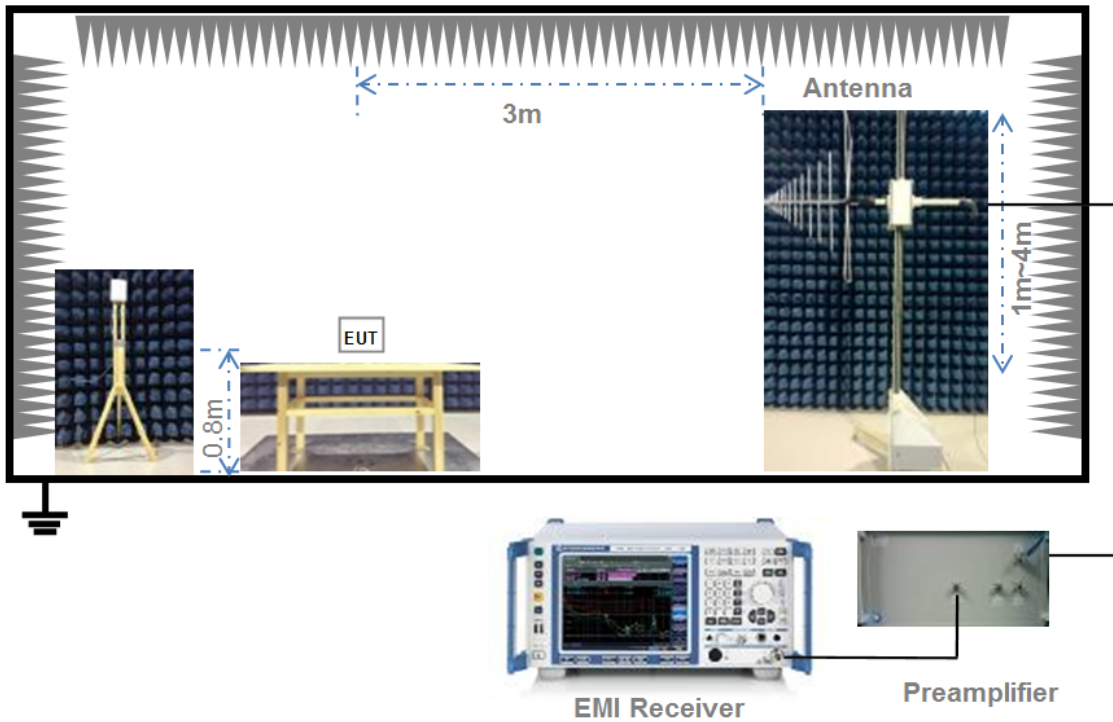 Antenna
3m
1m~4m
EUT
0.8m
EMI Receiver
Preamplifier